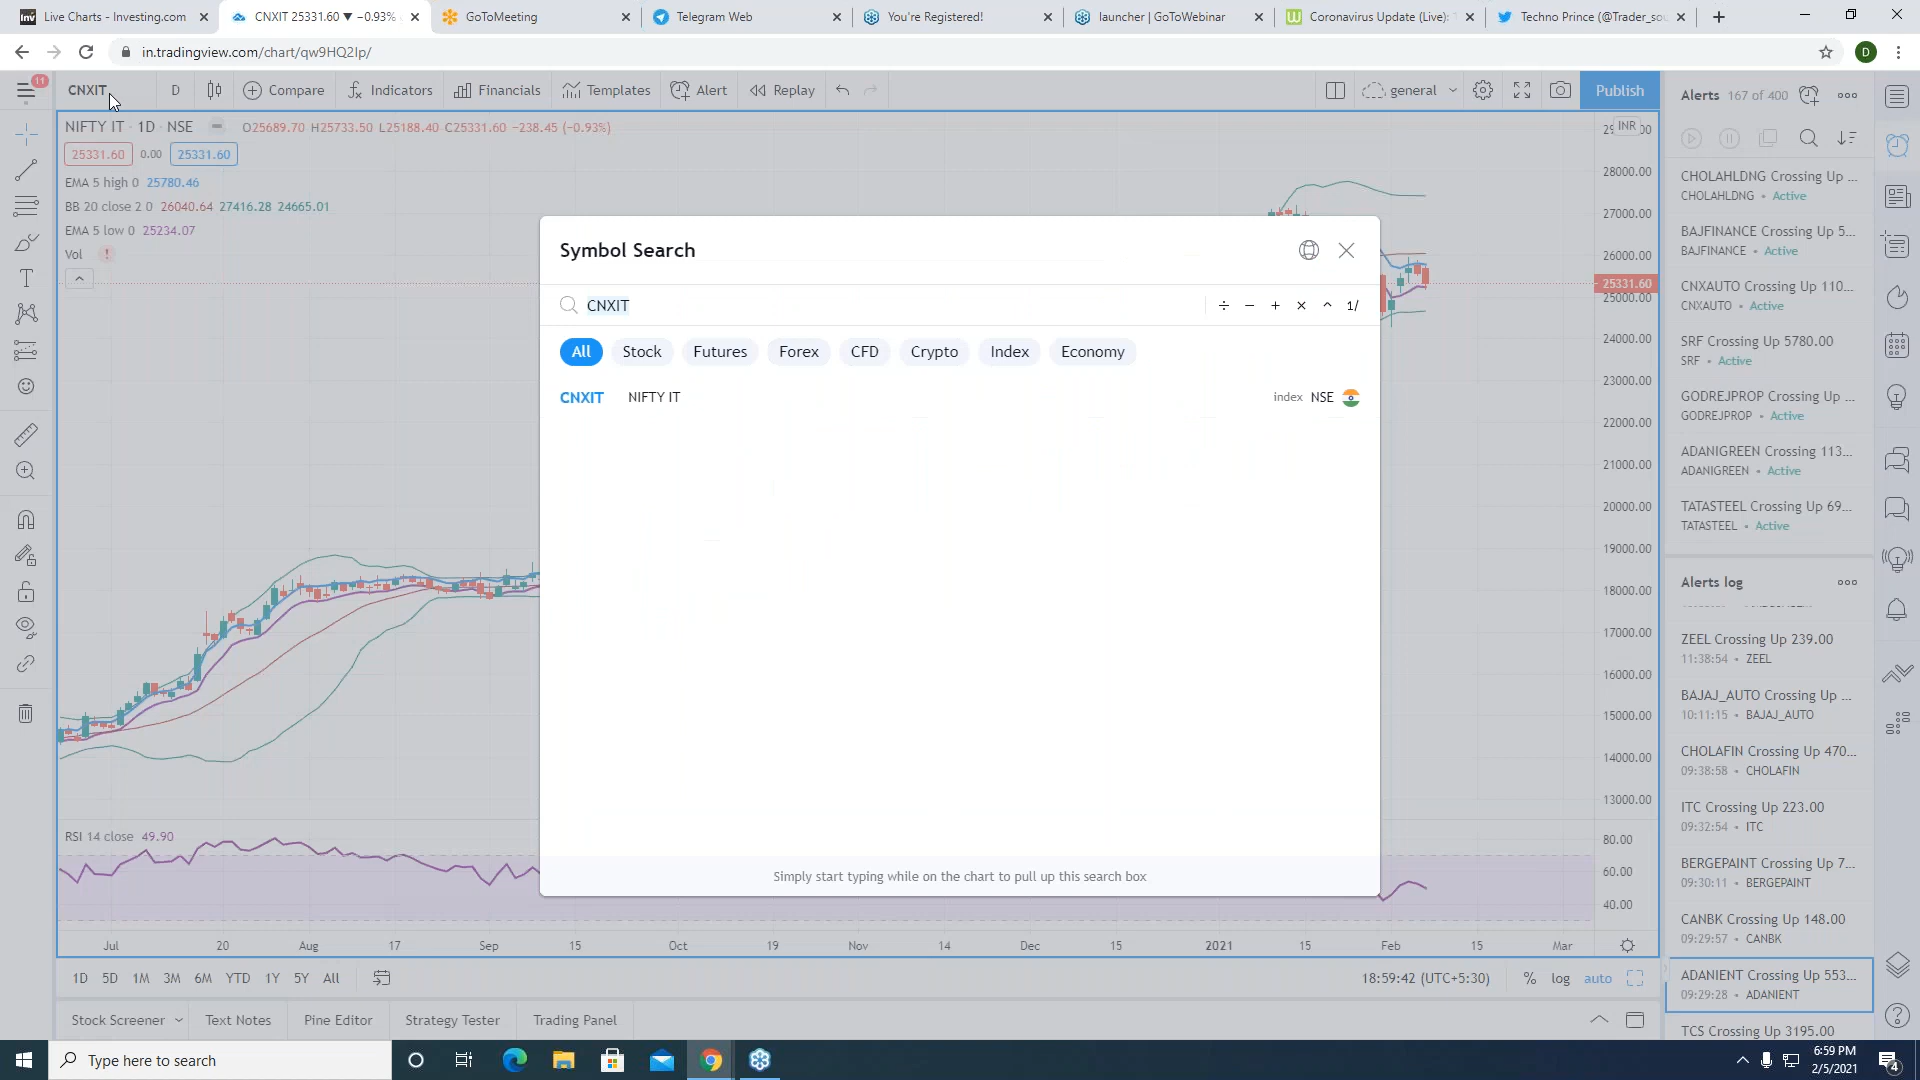 Live Charts - Investing.com
CNXIT 25331.60 ▼ −0.93%
GoToMeeting
Telegram Web
You're Registered!
launcher | GoToWebinar
Coronavirus Update (Live):
Techno Prince (@Trader_so
in.tradingview.com/chart/qw9HQ2Ip/
D
11
CNXIT
D
Compare
Indicators
Financials
Templates
Alert
Replay
general
Publish
NIFTY IT · 1D · NSE
O25689.70 H25733.50 L25188.40 C25331.60 −238.45 (−0.93%)
25331.60 0.00 25331.60
EMA 5 high 0 25780.46
BB 20 close 2 0 26040.64 27416.28 24665.01
EMA 5 low 0 25234.07
Vol !
INR
28000.00
27000.00
26000.00
25331.60
25000.00
24000.00
23000.00
22000.00
21000.00
20000.00
19000.00
18000.00
17000.00
16000.00
15000.00
14000.00
13000.00
Symbol Search
CNXIT
÷ − + × ^ 1/
All Stock Futures Forex CFD Crypto Index Economy
CNXIT NIFTY IT index NSE
Simply start typing while on the chart to pull up this search box
RSI 14 close 49.90
80.00
60.00
40.00
Jul 20 Aug 17 Sep 15 Oct 19 Nov 14 Dec 15 2021 15 Feb 15 Mar
1D 5D 1M 3M 6M YTD 1Y 5Y All
18:59:42 (UTC+5:30) % log auto
Stock Screener Text Notes Pine Editor Strategy Tester Trading Panel
Alerts 167 of 400
CHOLAHLDNG Crossing Up ...
CHOLAHLDNG • Active
BAJFINANCE Crossing Up 5...
BAJFINANCE • Active
CNXAUTO Crossing Up 110...
CNXAUTO • Active
SRF Crossing Up 5780.00
SRF • Active
GODREJPROP Crossing Up ...
GODREJPROP • Active
ADANIGREEN Crossing 113...
ADANIGREEN • Active
TATASTEEL Crossing Up 69...
TATASTEEL • Active
Alerts log
ZEEL Crossing Up 239.00
11:38:54 • ZEEL
BAJAJ_AUTO Crossing Up ...
10:11:15 • BAJAJ_AUTO
CHOLAFIN Crossing Up 470...
09:38:58 • CHOLAFIN
ITC Crossing Up 223.00
09:32:54 • ITC
BERGEPAINT Crossing Up 7...
09:30:11 • BERGEPAINT
CANBK Crossing Up 148.00
09:29:57 • CANBK
ADANIENT Crossing Up 553...
09:29:28 • ADANIENT
TCS Crossing Up 3195.00
Type here to search
6:59 PM
2/5/2021
4